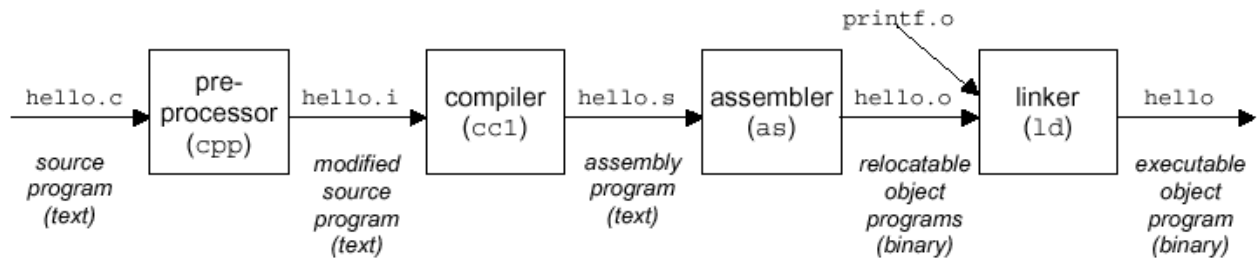 printf.o
hello.c
pre-
processor
(cpp)
hello.i
compiler
(cc1)
hello.s
assembler
(as)
hello.o
linker
(ld)
hello
source
program
(text)
modified
source
program
(text)
assembly
program
(text)
relocatable
object
programs
(binary)
executable
object
program
(binary)